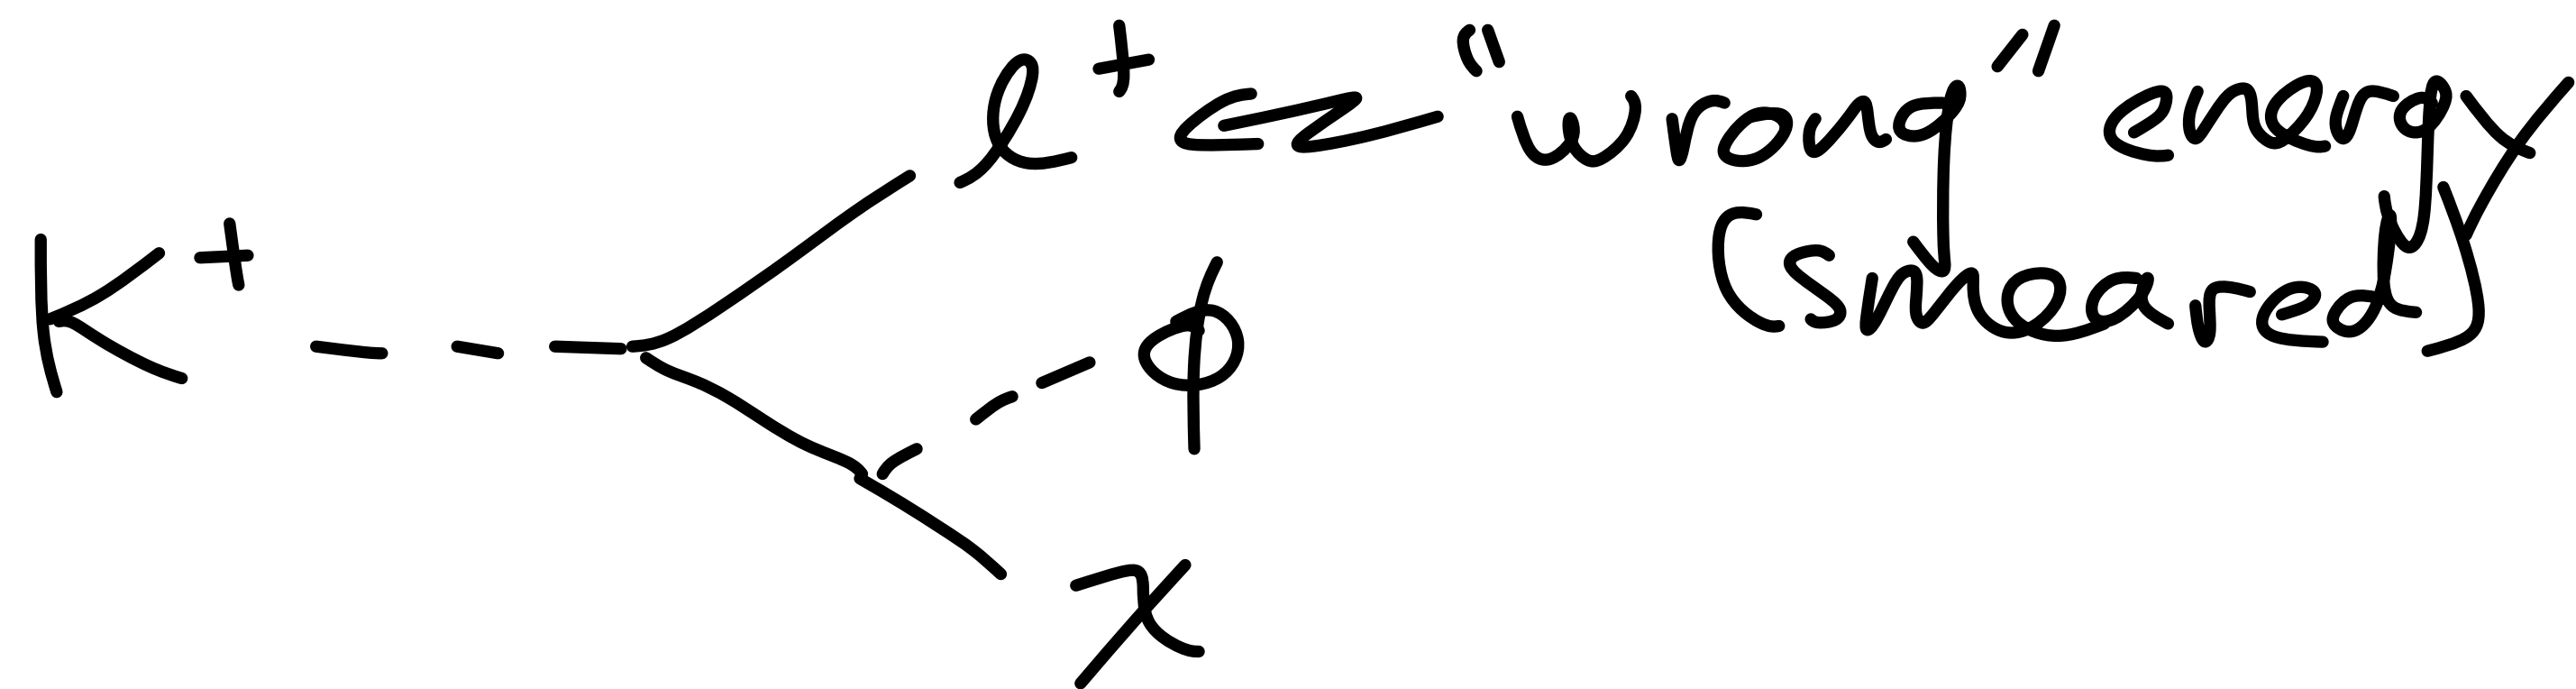 l⁺ ⇐ "wrong" energy
(smeared)
K⁺
ϕ
χ